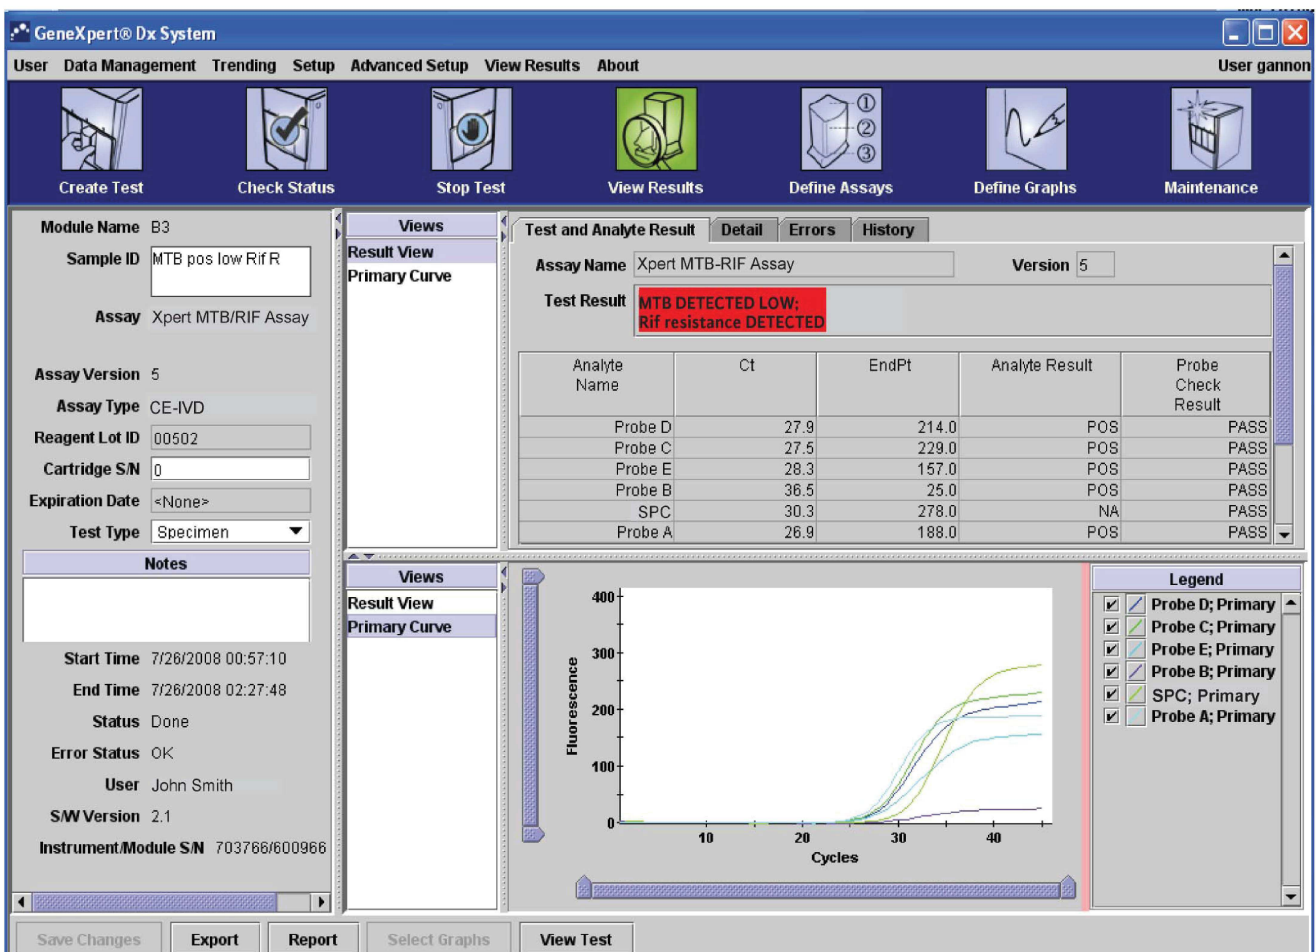 GeneXpert® Dx System
User Data Management Trending Setup Advanced Setup View Results About User gannon
Create Test Check Status Stop Test View Results Define Assays Define Graphs Maintenance
① ② ③
Module Name B3
Sample ID MTB pos low Rif R
Assay Xpert MTB/RIF Assay
Assay Version 5
Assay Type CE-IVD
Reagent Lot ID 00502
Cartridge S/N 0
Expiration Date <None>
Test Type Specimen
Notes
Start Time 7/26/2008 00:57:10
End Time 7/26/2008 02:27:48
Status Done
Error Status OK
User John Smith
S/W Version 2.1
Instrument/Module S/N 703766/600966
Views
Result View
Primary Curve
Test and Analyte Result Detail Errors History
Assay Name Xpert MTB-RIF Assay Version 5
Test Result MTB DETECTED LOW;
Rif resistance DETECTED
Analyte Name Ct EndPt Analyte Result Probe Check Result
Probe D 27.9 214.0 POS PASS
Probe C 27.5 229.0 POS PASS
Probe E 28.3 157.0 POS PASS
Probe B 36.5 25.0 POS PASS
SPC 30.3 278.0 NA PASS
Probe A 26.9 188.0 POS PASS
Views
Result View
Primary Curve
Fluorescence
400
300
200
100
0
10 20 30 40
Cycles
Legend
Probe D; Primary
Probe C; Primary
Probe E; Primary
Probe B; Primary
SPC; Primary
Probe A; Primary
Save Changes Export Report Select Graphs View Test